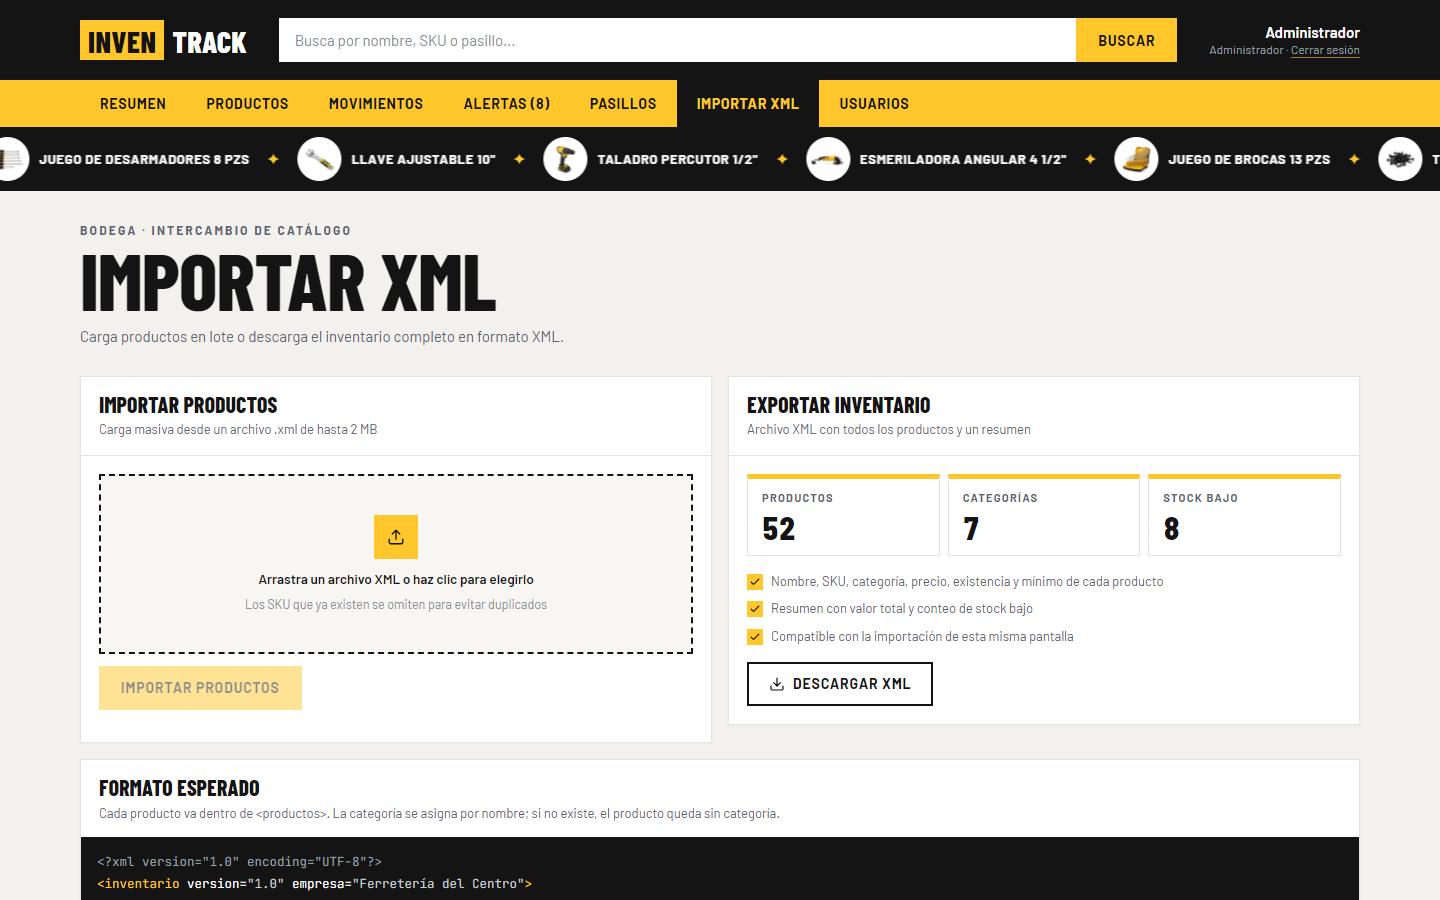 INVEN TRACK
Busca por nombre, SKU o pasillo...
BUSCAR
Administrador
Administrador · Cerrar sesión
RESUMEN
PRODUCTOS
MOVIMIENTOS
ALERTAS (8)
PASILLOS
IMPORTAR XML
USUARIOS
JUEGO DE DESARMADORES 8 PZS
LLAVE AJUSTABLE 10"
TALADRO PERCUTOR 1/2"
ESMERILADORA ANGULAR 4 1/2"
JUEGO DE BROCAS 13 PZS
T
BODEGA · INTERCAMBIO DE CATÁLOGO
IMPORTAR XML
Carga productos en lote o descarga el inventario completo en formato XML.
IMPORTAR PRODUCTOS
Carga masiva desde un archivo .xml de hasta 2 MB
Arrastra un archivo XML o haz clic para elegirlo
Los SKU que ya existen se omiten para evitar duplicados
IMPORTAR PRODUCTOS
EXPORTAR INVENTARIO
Archivo XML con todos los productos y un resumen
PRODUCTOS
52
CATEGORÍAS
7
STOCK BAJO
8
Nombre, SKU, categoría, precio, existencia y mínimo de cada producto
Resumen con valor total y conteo de stock bajo
Compatible con la importación de esta misma pantalla
DESCARGAR XML
FORMATO ESPERADO
Cada producto va dentro de <productos>. La categoría se asigna por nombre; si no existe, el producto queda sin categoría.
<?xml version="1.0" encoding="UTF-8"?>
<inventario version="1.0" empresa="Ferretería del Centro">